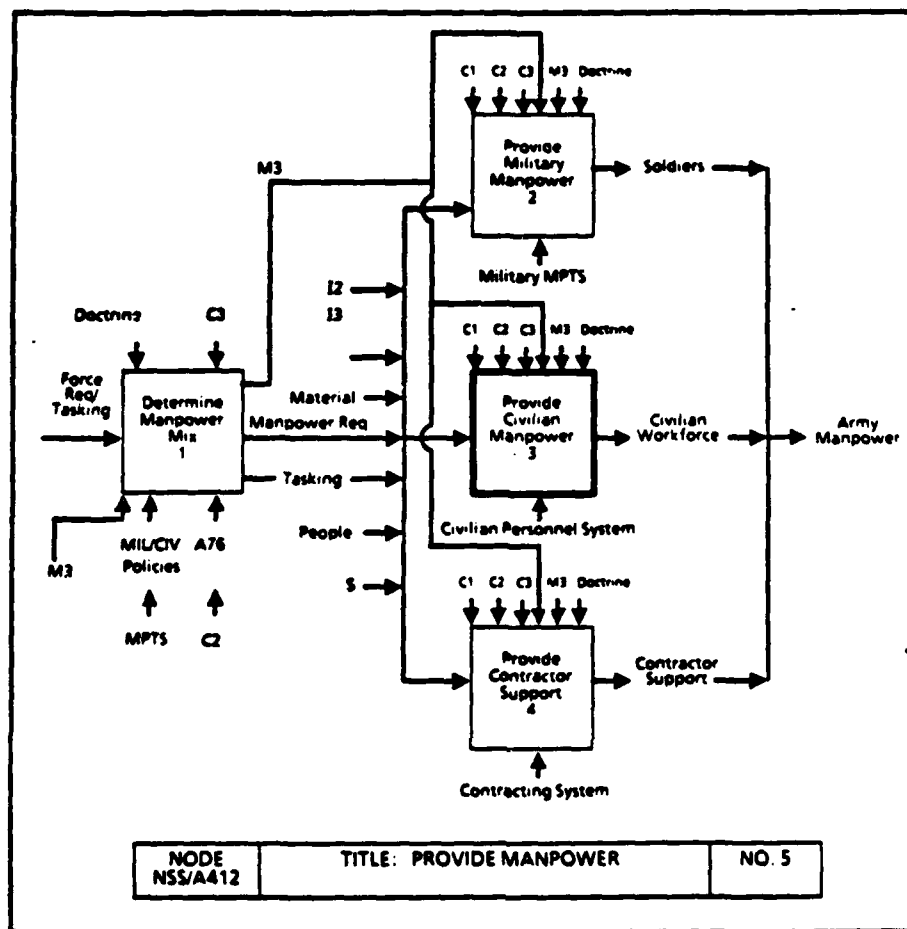 C1 C2 C3 M3 Doctrine
Provide
Military
Manpower
2
Soldiers
M3
Military MPTS
I2
I3
Doctrine C3
C1 C2 C3 M3 Doctrine
Force
Req/
Tasking
Determine
Manpower
Mix
1
Material
Manpower Req
Provide
Civilian
Manpower
3
Civilian
Workforce
Army
Manpower
Tasking
People
Civilian Personnel System
M3
MIL/CIV
Policies
A76
MPTS C2
$
C1 C2 C3 M3 Doctrine
Provide
Contractor
Support
4
Contractor
Support
Contracting System
NODE
NSS/A412
TITLE: PROVIDE MANPOWER
NO. 5